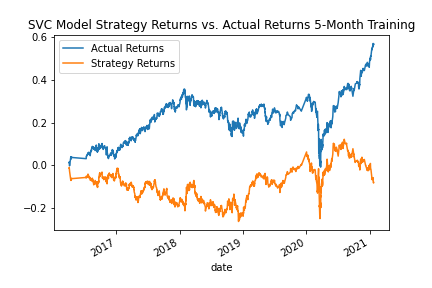 SVC Model Strategy Returns vs. Actual Returns 5-Month Training
Actual Returns
Strategy Returns
0.6
0.4
0.2
0.0
−0.2
2017
2018
2019
2020
2021
date